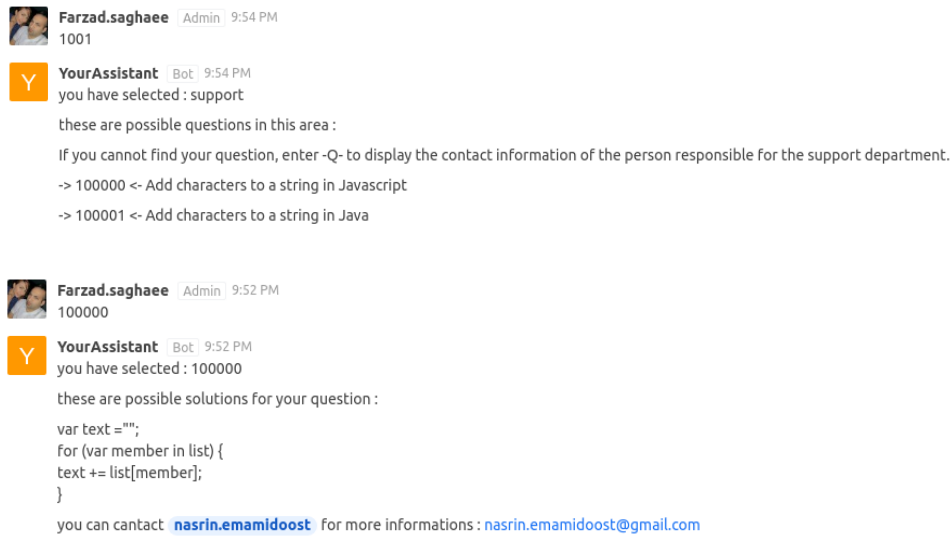 Farzad.saghaee Admin 9:54 PM
1001
Y
YourAssistant Bot 9:54 PM
you have selected : support
these are possible questions in this area :
If you cannot find your question, enter -Q- to display the contact information of the person responsible for the support department.
-> 100000 <- Add characters to a string in Javascript
-> 100001 <- Add characters to a string in Java
Farzad.saghaee Admin 9:52 PM
100000
Y
YourAssistant Bot 9:52 PM
you have selected : 100000
these are possible solutions for your question :
var text ="";
for (var member in list) {
text += list[member];
}
you can cantact nasrin.emamidoost for more informations : nasrin.emamidoost@gmail.com